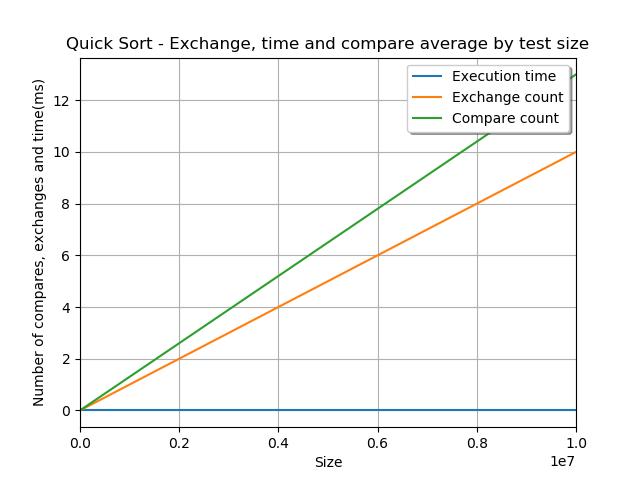 Quick Sort - Exchange, time and compare average by test size
Execution time
Exchange count
Compare count
Number of compares, exchanges and time(ms)
12
10
8
6
4
2
0
0.0 0.2 0.4 0.6 0.8 1.0
1e7
Size